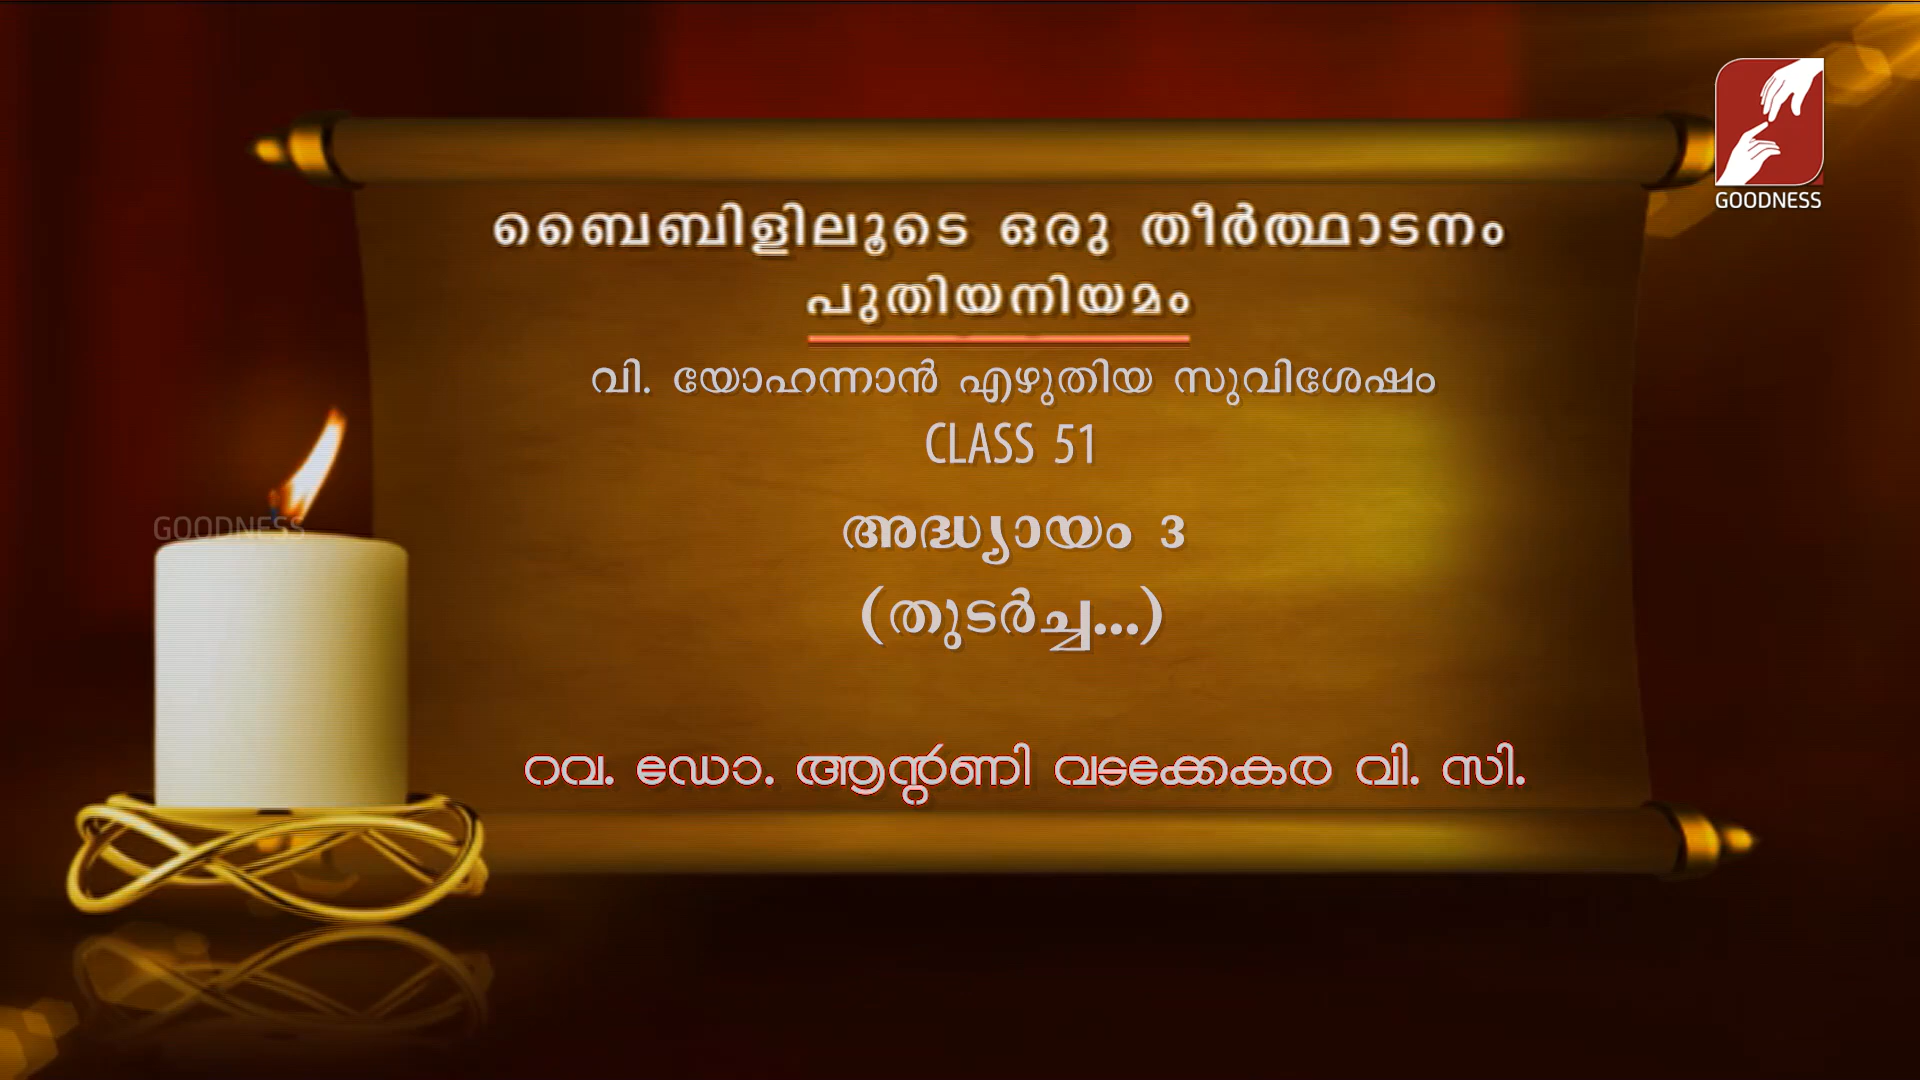 GOODNESS
ബൈബിളിലൂടെ ഒരു തീർത്ഥാടനം
പുതിയനിയമം
വി. യോഹന്നാൻ എഴുതിയ സുവിശേഷം
CLASS 51
അദ്ധ്യായം 3
(തുടർച്ച...)
GOODNESS
റവ. ഡോ. ആന്റണി വടക്കേകര വി. സി.